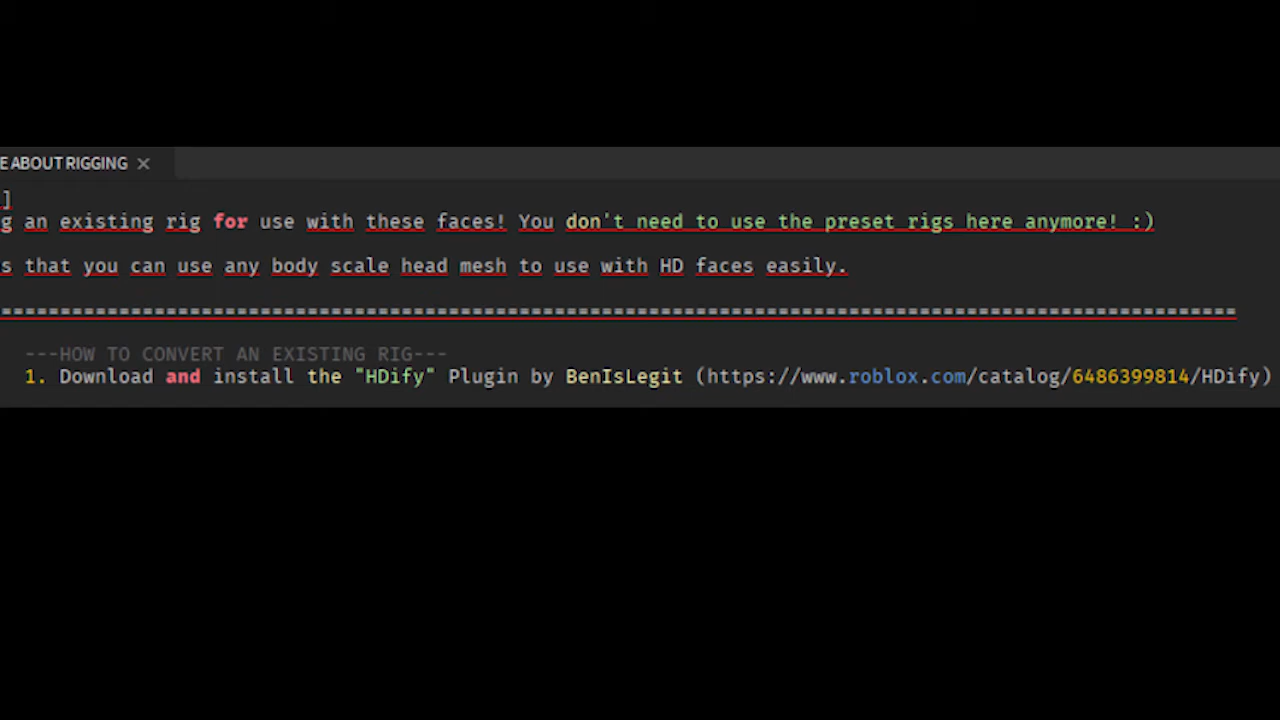 E ABOUT RIGGING ×
]
g an existing rig for use with these faces! You don't need to use the preset rigs here anymore! :)
s that you can use any body scale head mesh to use with HD faces easily.
=========================================================================================================
---HOW TO CONVERT AN EXISTING RIG---
1. Download and install the "HDify" Plugin by BenIsLegit (https://www.roblox.com/catalog/6486399814/HDify)